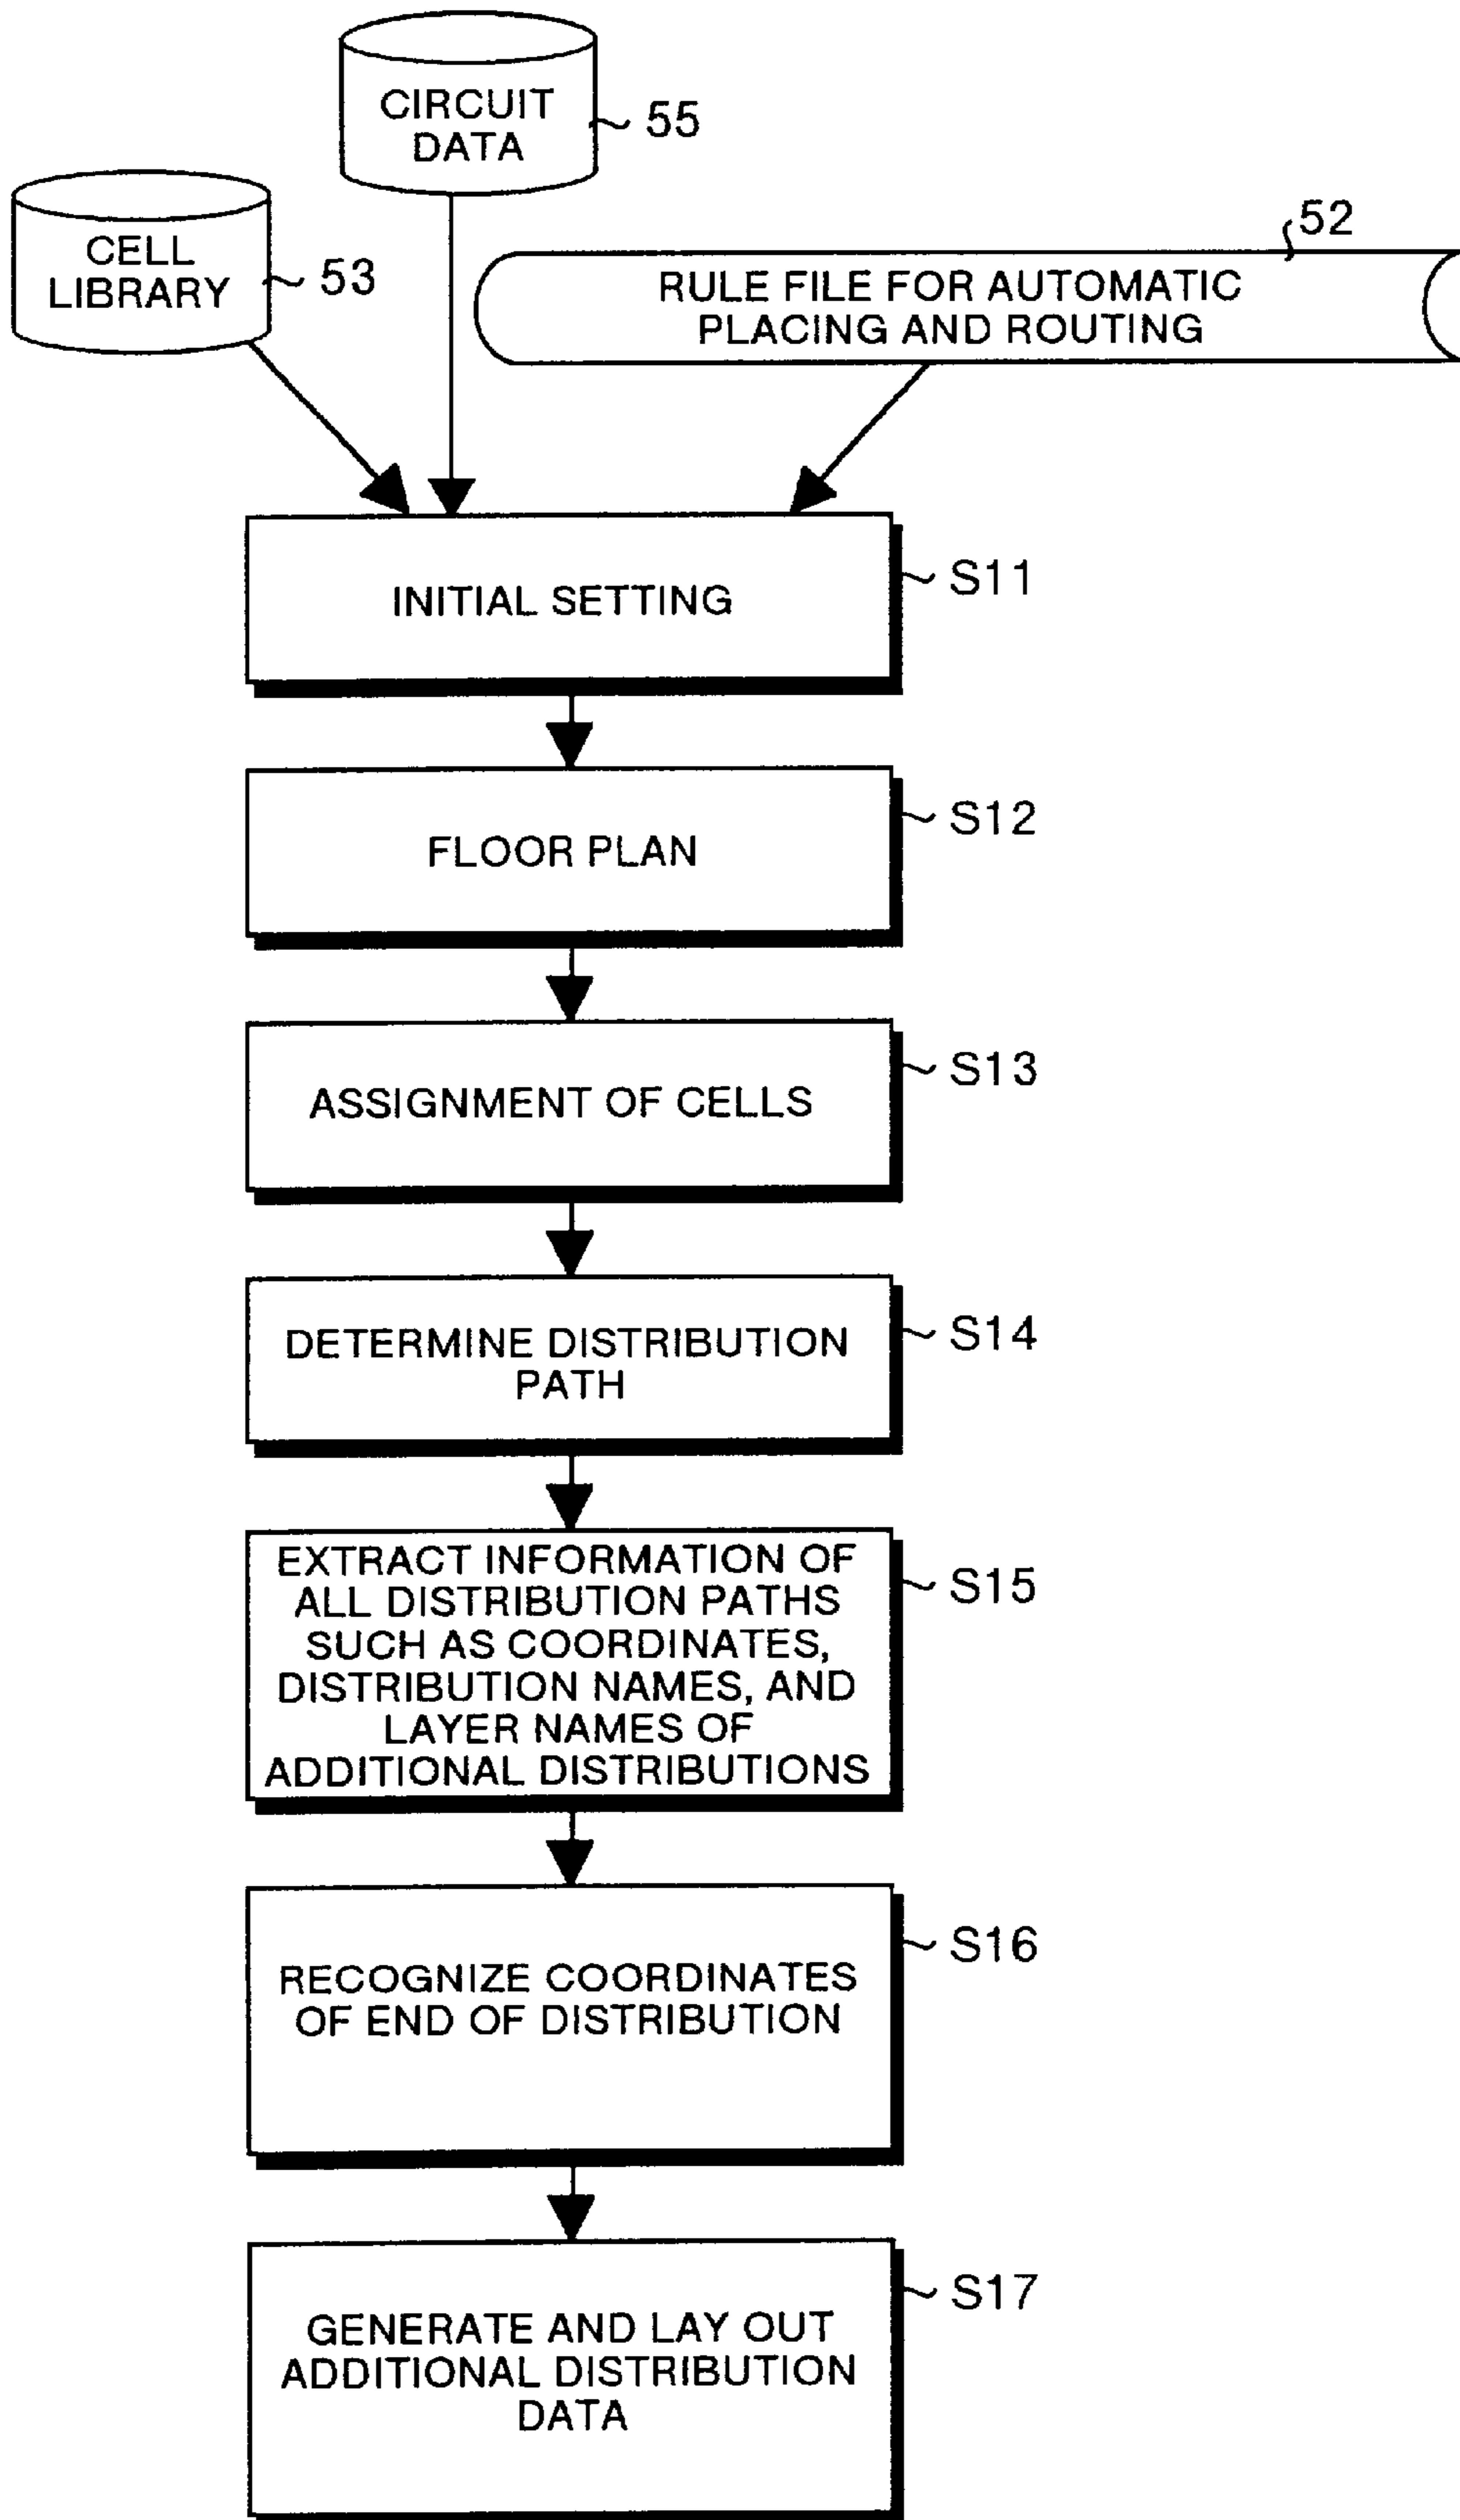 CIRCUIT
DATA
55
CELL
LIBRARY
53
52
RULE FILE FOR AUTOMATIC
PLACING AND ROUTING
INITIAL SETTING
S11
FLOOR PLAN
S12
ASSIGNMENT OF CELLS
S13
DETERMINE DISTRIBUTION
PATH
S14
EXTRACT INFORMATION OF
ALL DISTRIBUTION PATHS
SUCH AS COORDINATES,
DISTRIBUTION NAMES, AND
LAYER NAMES OF
ADDITIONAL DISTRIBUTIONS
S15
RECOGNIZE COORDINATES
OF END OF DISTRIBUTION
S16
GENERATE AND LAY OUT
ADDITIONAL DISTRIBUTION
DATA
S17